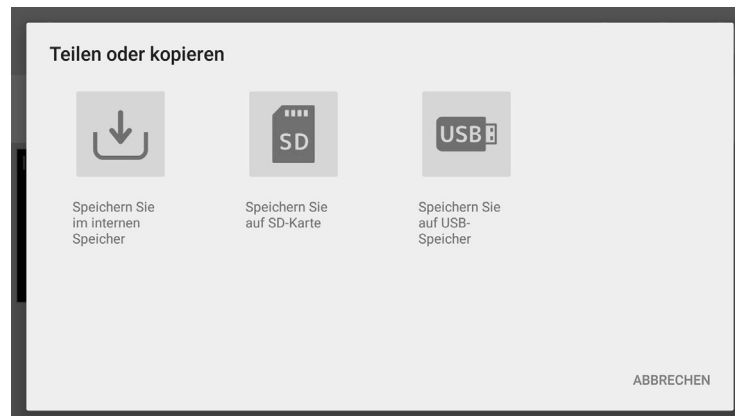 Teilen oder kopieren
SD
USB
Speichern Sie
im internen
Speicher
Speichern Sie
auf SD-Karte
Speichern Sie
auf USB-
Speicher
ABBRECHEN